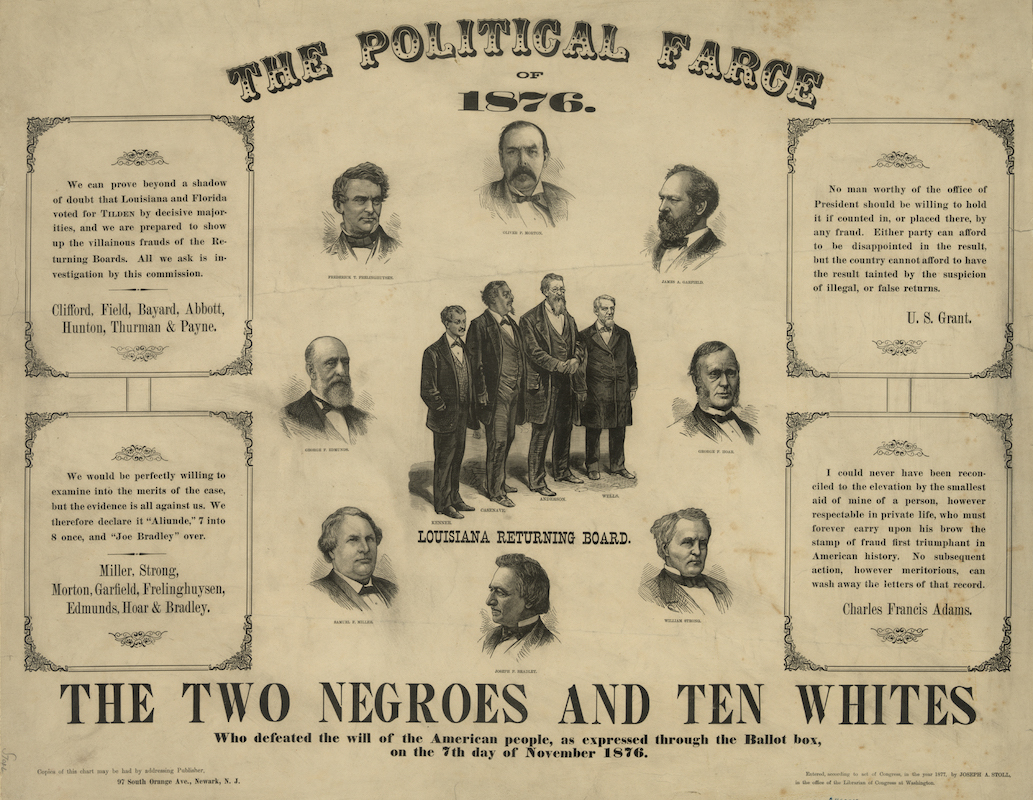 THE POLITICAL FARCE
OF
1876.
We can prove beyond a shadow
of doubt that Louisiana and Florida
voted for TILDEN by decisive major-
ities, and we are prepared to show
up the villainous frauds of the Re-
turning Boards. All we ask is in-
vestigation by this commission.
Clifford, Field, Bayard, Abbott,
Hunton, Thurman & Payne.
We would be perfectly willing to
examine into the merits of the case,
but the evidence is all against us. We
therefore declare it "Aliunde," 7 into
8 once, and "Joe Bradley" over.
Miller, Strong,
Morton, Garfield, Frelinghuysen,
Edmunds, Hoar & Bradley.
OLIVER P. MORTON.
FREDERICK T. FRELINGHUYSEN.
JAMES A. GARFIELD.
GEORGE F. EDMUNDS.
GEORGE F. HOAR.
KENNER.
CASENAVE.
ANDERSON.
WELLS.
LOUISIANA RETURNING BOARD.
SAMUEL F. MILLER.
WILLIAM STRONG.
JOSEPH P. BRADLEY.
No man worthy of the office of
President should be willing to hold
it if counted in, or placed there, by
any fraud. Either party can afford
to be disappointed in the result,
but the country cannot afford to have
the result tainted by the suspicion
of illegal, or false returns.
U. S. Grant.
I could never have been recon-
ciled to the elevation by the smallest
aid of mine of a person, however
respectable in private life, who must
forever carry upon his brow the
stamp of fraud first triumphant in
American history. No subsequent
action, however meritorious, can
wash away the letters of that record.
Charles Francis Adams.
THE TWO NEGROES AND TEN WHITES
Who defeated the will of the American people, as expressed through the Ballot box,
on the 7th day of November 1876.
Copies of this chart may be had by addressing Publisher,
97 South Orange Ave., Newark, N. J.
Entered, according to act of Congress, in the year 1877, by JOSEPH A. STOLL,
in the office of the Librarian of Congress at Washington.